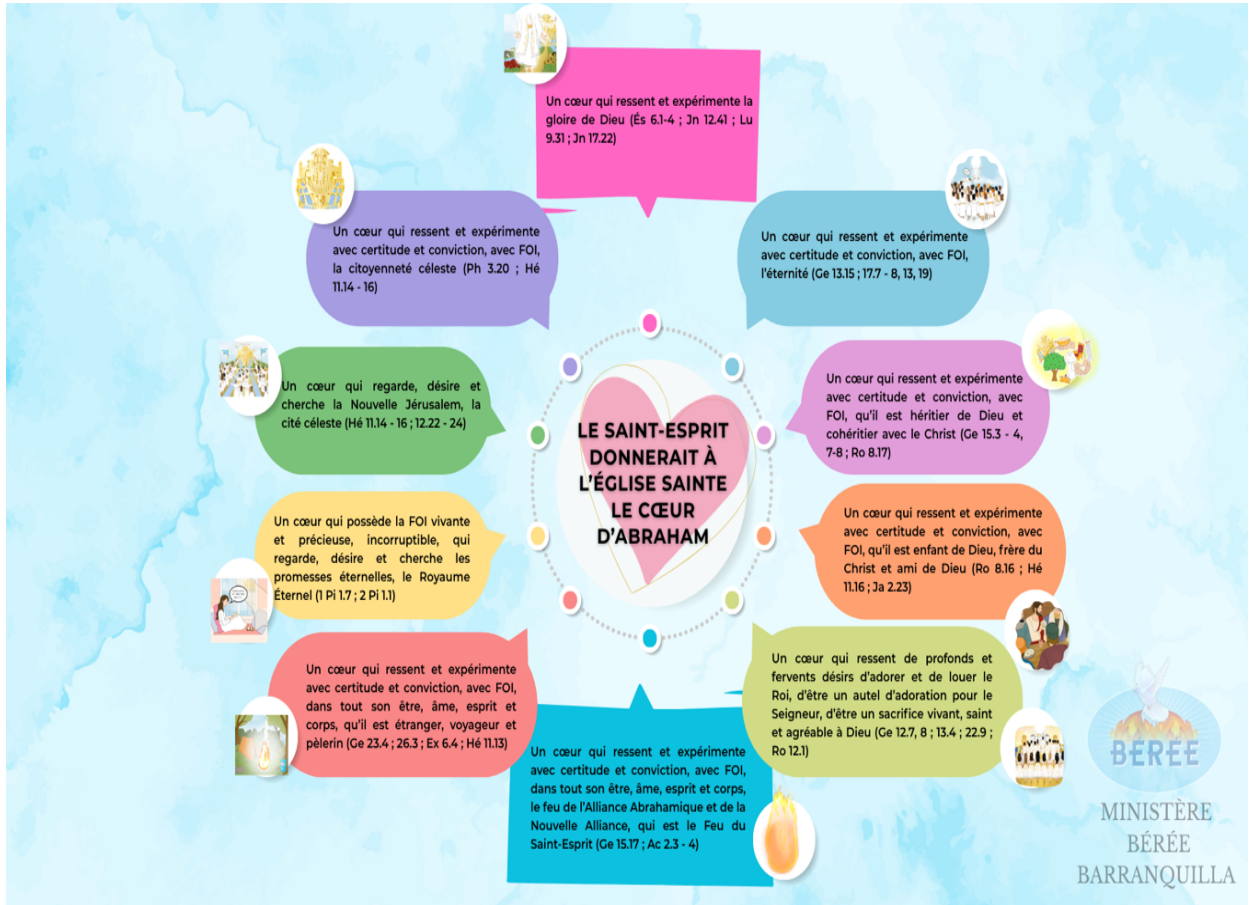 Un cœur qui ressent et expérimente la
gloire de Dieu (És 6.1-4 ; Jn 12.41 ; Lu
9.31 ; Jn 17.22)
Un cœur qui ressent et expérimente
avec certitude et conviction, avec FOI,
la citoyenneté céleste (Ph 3.20 ; Hé
11.14 - 16)
Un cœur qui ressent et expérimente
avec certitude et conviction, avec FOI,
l'éternité (Ge 13.15 ; 17.7 - 8, 13, 19)
Un cœur qui regarde, désire et
cherche la Nouvelle Jérusalem, la
cité céleste (Hé 11.14 - 16 ; 12.22 - 24)
Un cœur qui ressent et expérimente
avec certitude et conviction, avec
FOI, qu'il est héritier de Dieu et
cohéritier avec le Christ (Ge 15.3 - 4,
7-8 ; Ro 8.17)
LE SAINT-ESPRIT
DONNERAIT À
L'ÉGLISE SAINTE
LE CŒUR
D'ABRAHAM
Un cœur qui possède la FOI vivante
et précieuse, incorruptible, qui
regarde, désire et cherche les
promesses éternelles, le Royaume
Éternel (1 Pi 1.7 ; 2 Pi 1.1)
Un cœur qui ressent et expérimente
avec certitude et conviction, avec
FOI, qu'il est enfant de Dieu, frère du
Christ et ami de Dieu (Ro 8.16 ; Hé
11.16 ; Ja 2.23)
Un cœur qui ressent et expérimente
avec certitude et conviction, avec FOI,
dans tout son être, âme, esprit et
corps, qu'il est étranger, voyageur et
pèlerin (Ge 23.4 ; 26.3 ; Ex 6.4 ; Hé 11.13)
Un cœur qui ressent de profonds et
fervents désirs d'adorer et de louer le
Roi, d'être un autel d'adoration pour le
Seigneur, d'être un sacrifice vivant, saint
et agréable à Dieu (Ge 12.7, 8 ; 13.4 ; 22.9 ;
Ro 12.1)
Un cœur qui ressent et expérimente
avec certitude et conviction, avec FOI,
dans tout son être, âme, esprit et corps,
le feu de l'Alliance Abrahamique et de la
Nouvelle Alliance, qui est le Feu du
Saint-Esprit (Ge 15.17 ; Ac 2.3 - 4)
BÉRÉE
MINISTÈRE
BÉRÉE
BARRANQUILLA